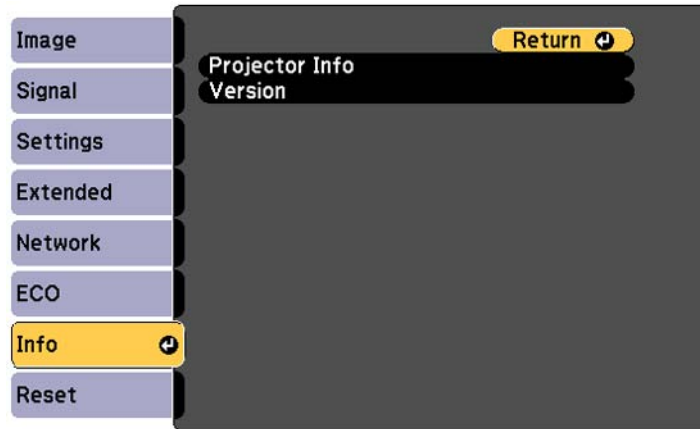 Image
Signal
Settings
Extended
Network
ECO
Info
Reset
Return
Projector Info
Version